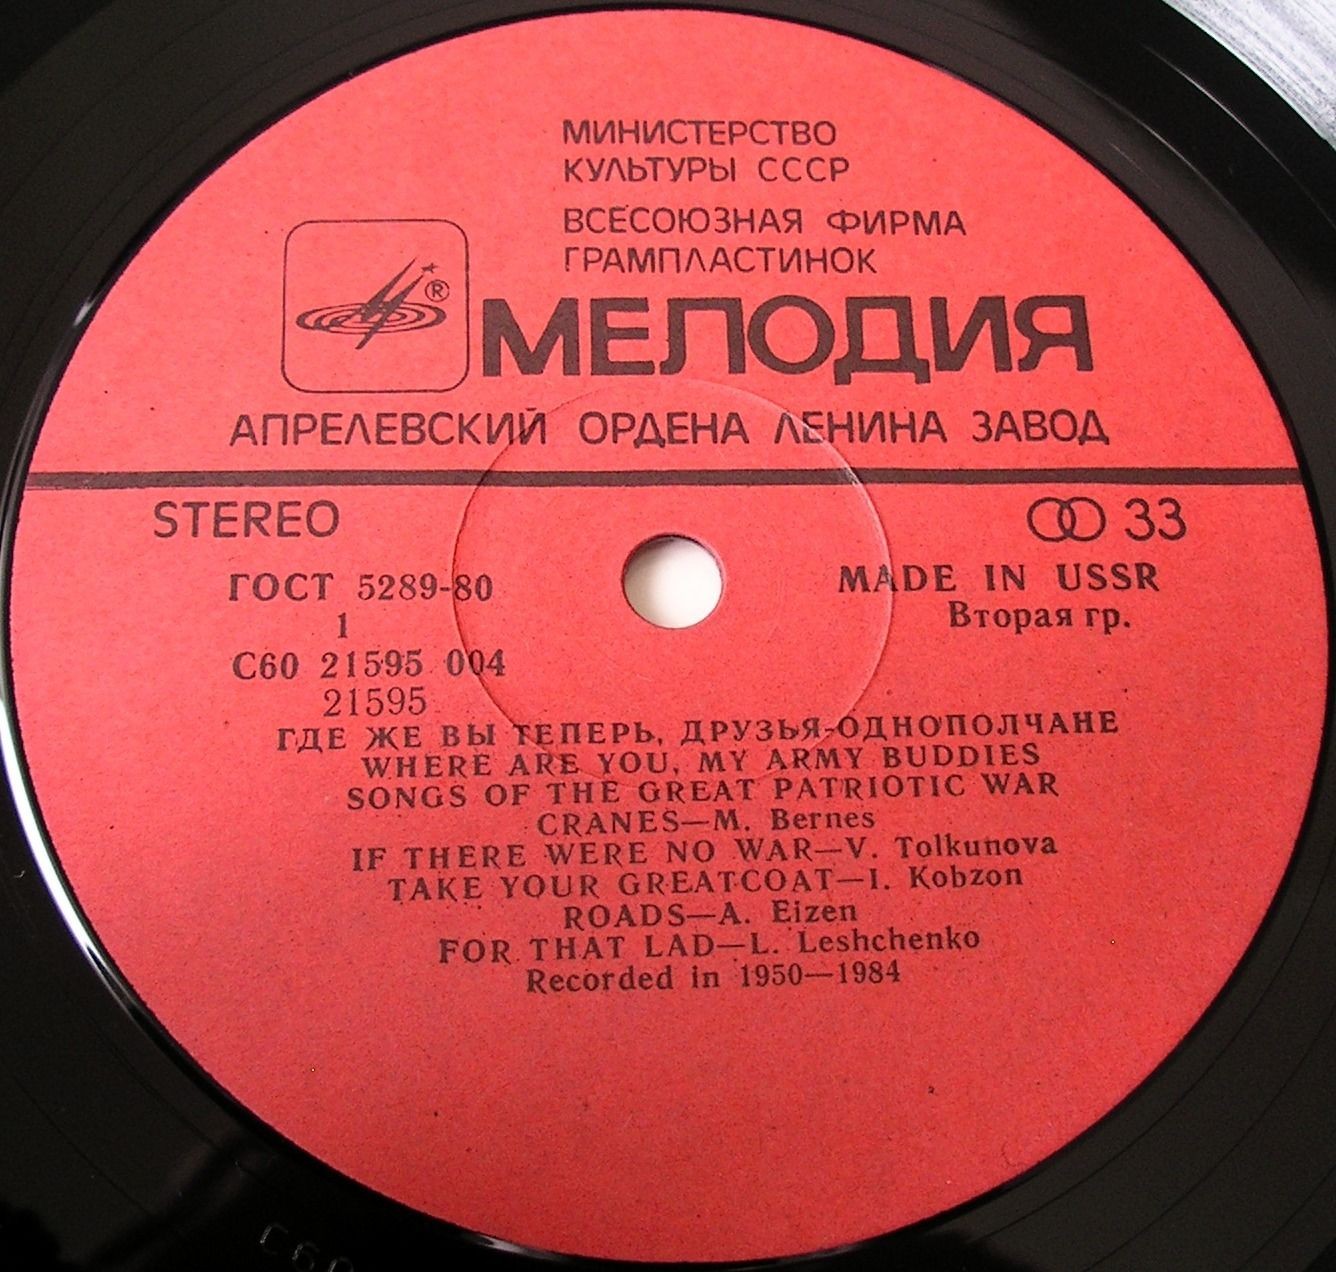 МИНИСТЕРСТВО
КУЛЬТУРЫ СССР
ВСЕСОЮЗНАЯ ФИРМА
ГРАМПЛАСТИНОК
®
МЕЛОДИЯ
АПРЕЛЕВСКИЙ ОРДЕНА ЛЕНИНА ЗАВОД
STEREO
33
ГОСТ 5289-80
MADE IN USSR
1
Вторая гр.
С60 21595 004
21595
ГДЕ ЖЕ ВЫ ТЕПЕРЬ, ДРУЗЬЯ-ОДНОПОЛЧАНЕ
WHERE ARE YOU, MY ARMY BUDDIES
SONGS OF THE GREAT PATRIOTIC WAR
CRANES—M. Bernes
IF THERE WERE NO WAR—V. Tolkunova
TAKE YOUR GREATCOAT—I. Kobzon
ROADS—A. Eizen
FOR THAT LAD—L. Leshchenko
Recorded in 1950—1984